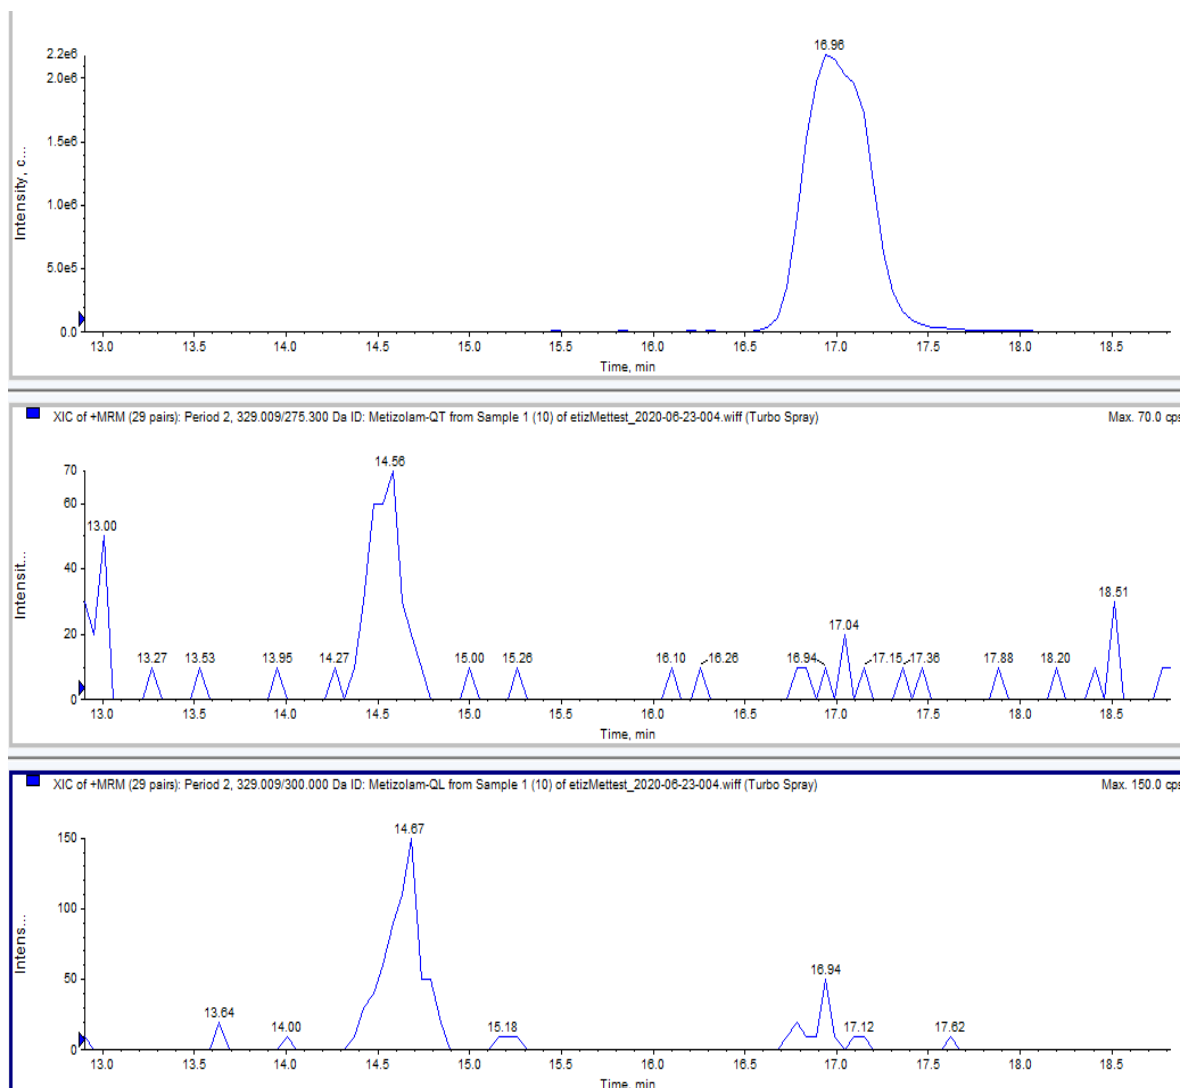 16.96
2.2e6
2.0e6
1.5e6
1.0e6
5.0e5
0.0
Intensity, c...
13.0 13.5 14.0 14.5 15.0 15.5 16.0 16.5 17.0 17.5 18.0 18.5
Time, min
XIC of +MRM (29 pairs): Period 2, 329.009/275.300 Da ID: Metizolam-QT from Sample 1 (10) of etizMettest_2020-06-23-004.wiff (Turbo Spray) Max. 70.0 cps
70
60
40
20
0
Intensit...
13.00 13.27 13.53 13.95 14.27 14.56 15.00 15.26 16.10 16.26 16.94 17.04 17.15 17.36 17.88 18.20 18.51
13.0 13.5 14.0 14.5 15.0 15.5 16.0 16.5 17.0 17.5 18.0 18.5
Time, min
XIC of +MRM (29 pairs): Period 2, 329.009/300.000 Da ID: Metizolam-QL from Sample 1 (10) of etizMettest_2020-06-23-004.wiff (Turbo Spray) Max. 150.0 cps
150
100
50
0
Intens...
13.64 14.00 14.67 15.18 16.94 17.12 17.62
13.0 13.5 14.0 14.5 15.0 15.5 16.0 16.5 17.0 17.5 18.0 18.5
Time, min